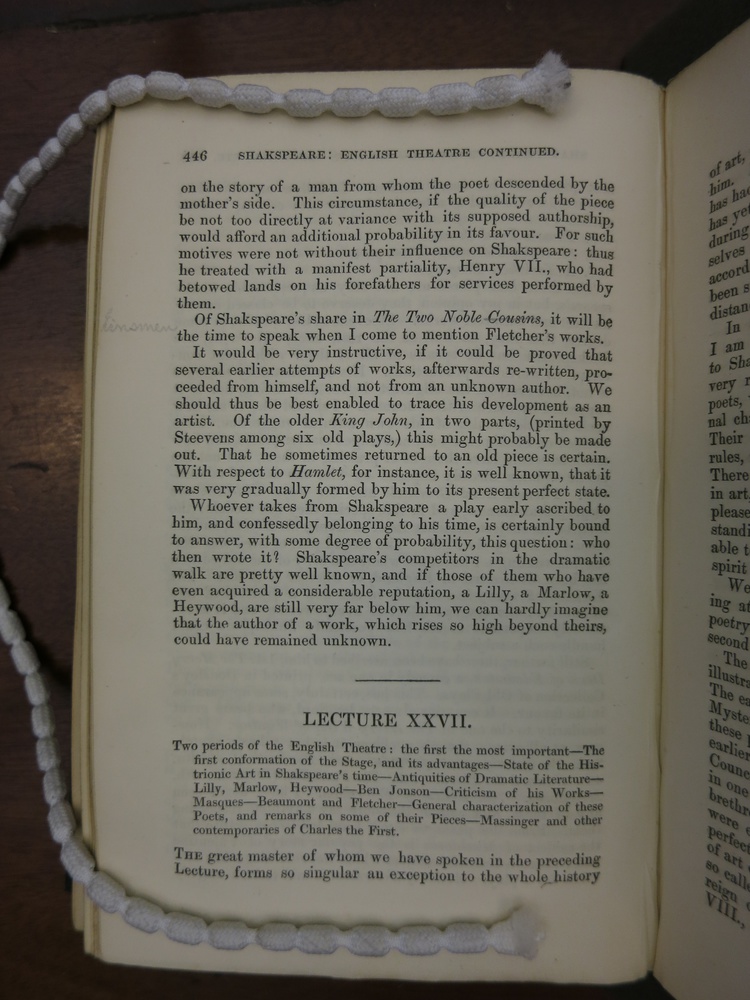 446 SHAKSPEARE: ENGLISH THEATRE CONTINUED.
on the story of a man from whom the poet descended by the
mother's side. This circumstance, if the quality of the piece
be not too directly at variance with its supposed authorship,
would afford an additional probability in its favour. For such
motives were not without their influence on Shakspeare: thus
he treated with a manifest partiality, Henry VII., who had
betowed lands on his forefathers for services performed by
them.
Of Shakspeare's share in The Two Noble Cousins, it will be
kinsmen
the time to speak when I come to mention Fletcher's works.
It would be very instructive, if it could be proved that
several earlier attempts of works, afterwards re-written, pro-
ceeded from himself, and not from an unknown author. We
should thus be best enabled to trace his development as an
artist. Of the older King John, in two parts, (printed by
Steevens among six old plays,) this might probably be made
out. That he sometimes returned to an old piece is certain.
With respect to Hamlet, for instance, it is well known, that it
was very gradually formed by him to its present perfect state.
Whoever takes from Shakspeare a play early ascribed to
him, and confessedly belonging to his time, is certainly bound
to answer, with some degree of probability, this question: who
then wrote it? Shakspeare's competitors in the dramatic
walk are pretty well known, and if those of them who have
even acquired a considerable reputation, a Lilly, a Marlow, a
Heywood, are still very far below him, we can hardly imagine
that the author of a work, which rises so high beyond theirs,
could have remained unknown.
LECTURE XXVII.
Two periods of the English Theatre: the first the most important—The
first conformation of the Stage, and its advantages—State of the His-
trionic Art in Shakspeare's time—Antiquities of Dramatic Literature—
Lilly, Marlow, Heywood—Ben Jonson—Criticism of his Works—
Masques—Beaumont and Fletcher—General characterization of these
Poets, and remarks on some of their Pieces—Massinger and other
contemporaries of Charles the First.
THE great master of whom we have spoken in the preceding
Lecture, forms so singular an exception to the whole history
of art,
him.
has had
has yet
during
selves
accord
been s
distan
In
I am
to Sha
very r
poets,
nal ch
Their
rules,
There
in art
please
standi
able t
spirit
We
ing at
poetry
second
The
illustra
The ea
Myste
these
earlier
Counc
in one
brethr
were
perfect
of art
so calle
reign
VIII.,